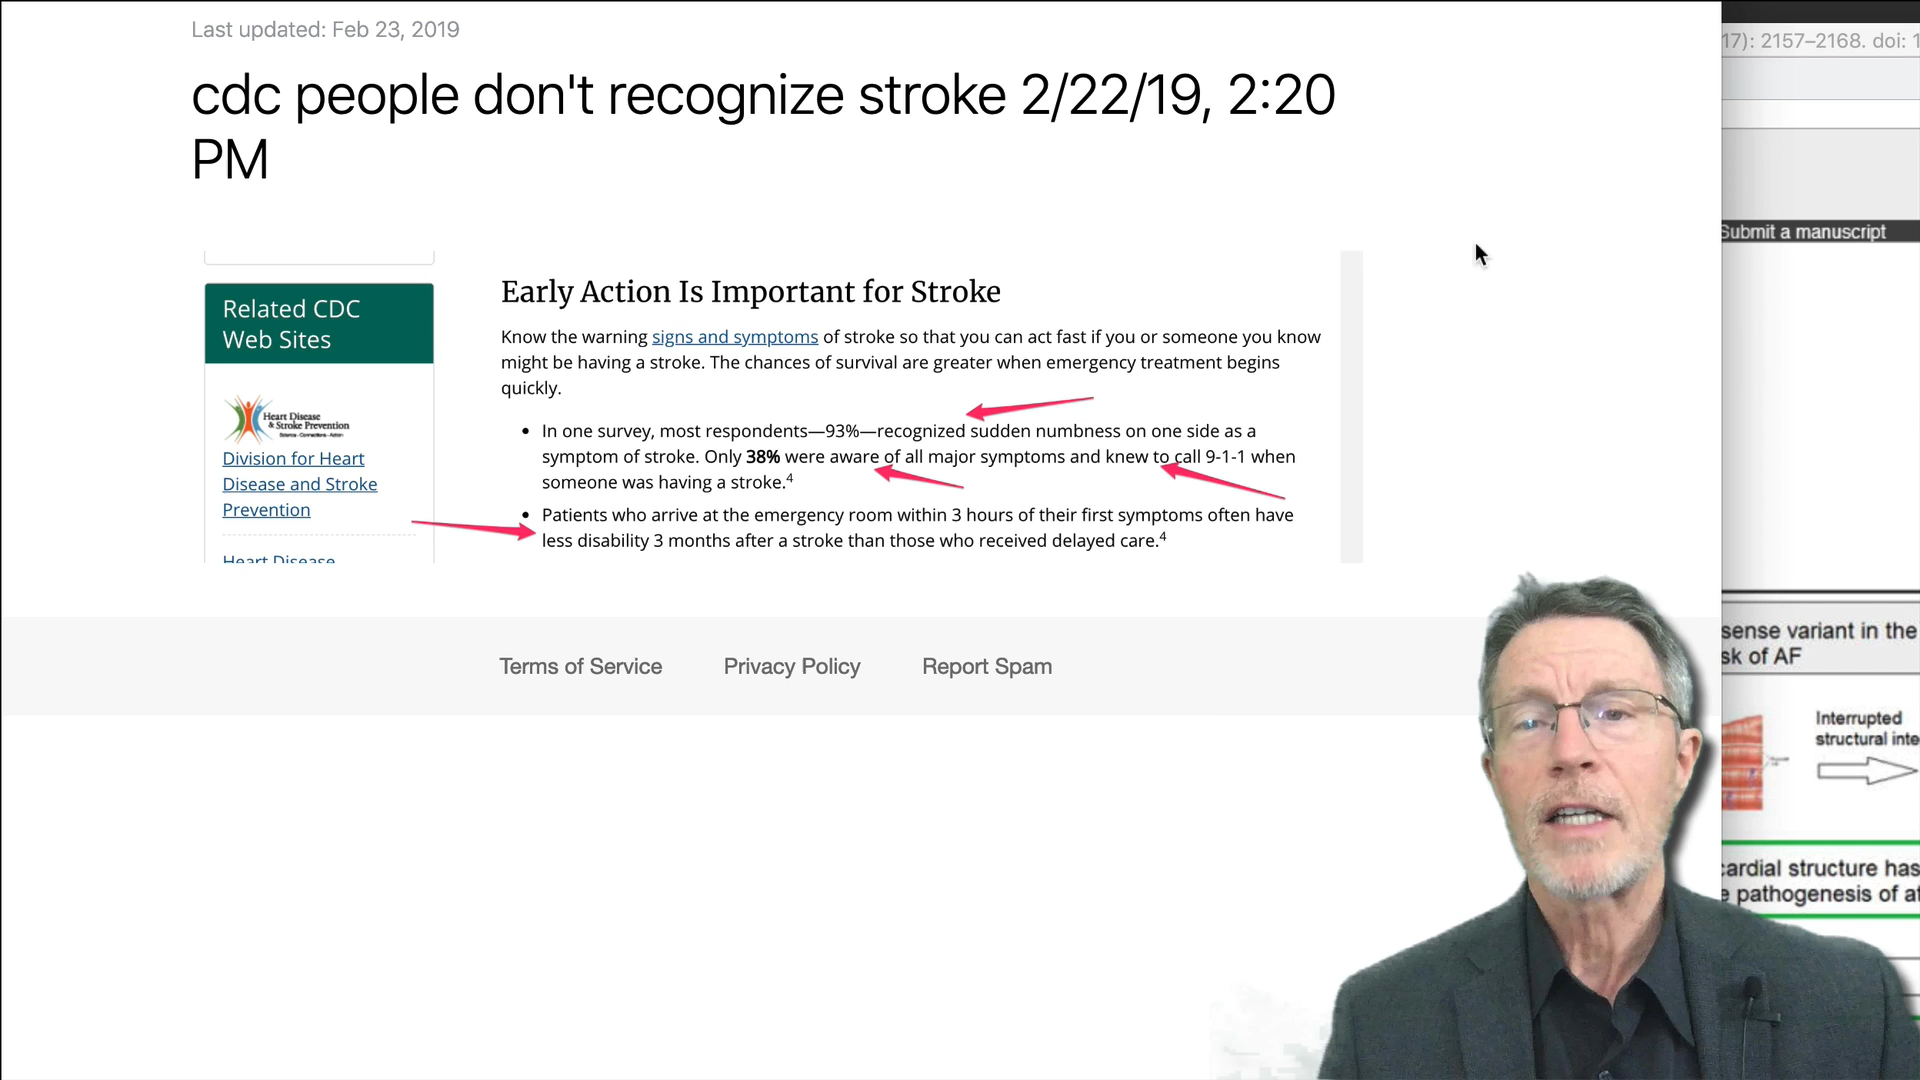 Last updated: Feb 23, 2019
cdc people don't recognize stroke 2/22/19, 2:20
PM
Related CDC
Web Sites
Heart Disease
& Stroke Prevention
Division for Heart
Disease and Stroke
Prevention
Heart Disease
Early Action Is Important for Stroke
Know the warning signs and symptoms of stroke so that you can act fast if you or someone you know
might be having a stroke. The chances of survival are greater when emergency treatment begins
quickly.
• In one survey, most respondents—93%—recognized sudden numbness on one side as a
symptom of stroke. Only 38% were aware of all major symptoms and knew to call 9-1-1 when
someone was having a stroke.4
• Patients who arrive at the emergency room within 3 hours of their first symptoms often have
less disability 3 months after a stroke than those who received delayed care.4
Terms of Service Privacy Policy Report Spam
17): 2157–2168. doi: 1
Submit a manuscript
sense variant in the
sk of AF
Interrupted
structural inte
cardial structure has
e pathogenesis of at